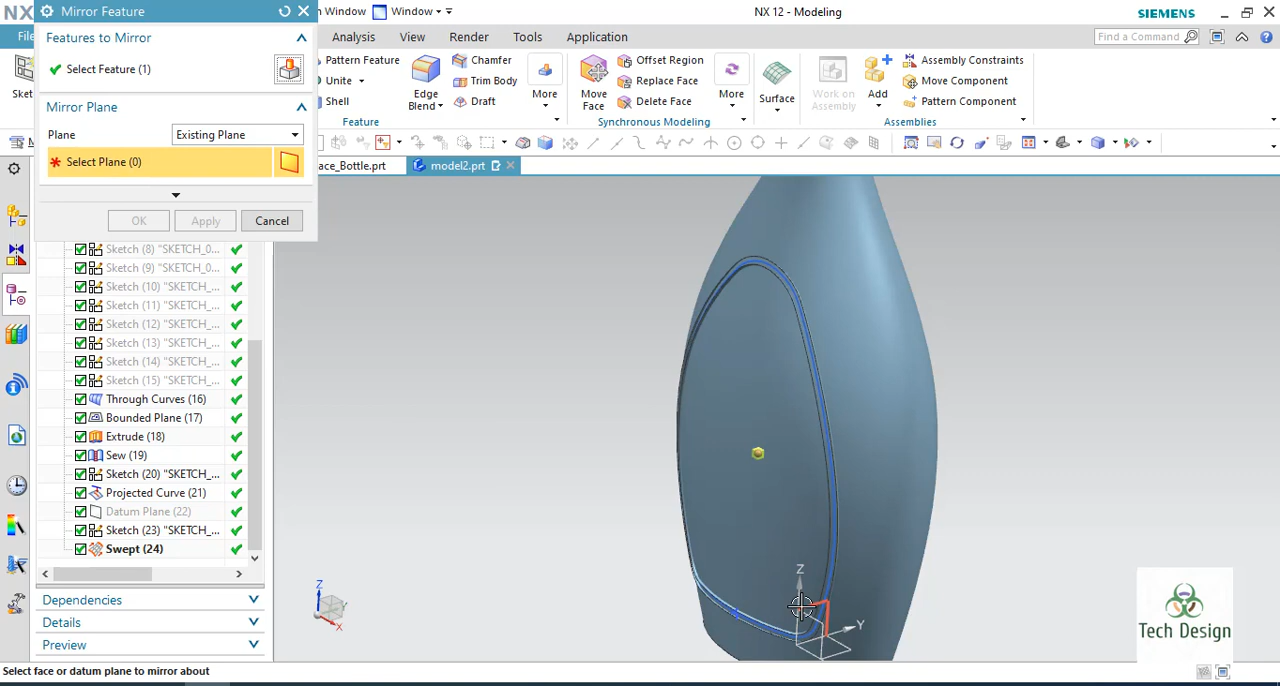 NX
Mirror Feature
n Window
Window
NX 12 - Modeling
SIEMENS
Fil
Analysis
View
Render
Tools
Application
Find a Command
Features to Mirror
Select Feature (1)
Sket
Pattern Feature
Unite
Shell
Edge
Blend
Chamfer
Trim Body
Draft
More
Feature
Move
Face
Offset Region
Replace Face
Delete Face
More
Synchronous Modeling
Surface
Work on
Assembly
Add
Assembly Constraints
Move Component
Pattern Component
Assemblies
Mirror Plane
Plane
Existing Plane
M
* Select Plane (0)
ace_Bottle.prt
model2.prt
OK
Apply
Cancel
Sketch (8) "SKETCH_0...
Sketch (9) "SKETCH_0...
Sketch (10) "SKETCH_...
Sketch (11) "SKETCH_...
Sketch (12) "SKETCH_...
Sketch (13) "SKETCH_...
Sketch (14) "SKETCH_...
Sketch (15) "SKETCH_...
Through Curves (16)
Bounded Plane (17)
Extrude (18)
Sew (19)
Sketch (20) "SKETCH_...
Projected Curve (21)
Datum Plane (22)
Sketch (23) "SKETCH_...
Swept (24)
Dependencies
Details
Preview
Z
Y
X
Z
Y
Tech Design
Select face or datum plane to mirror about